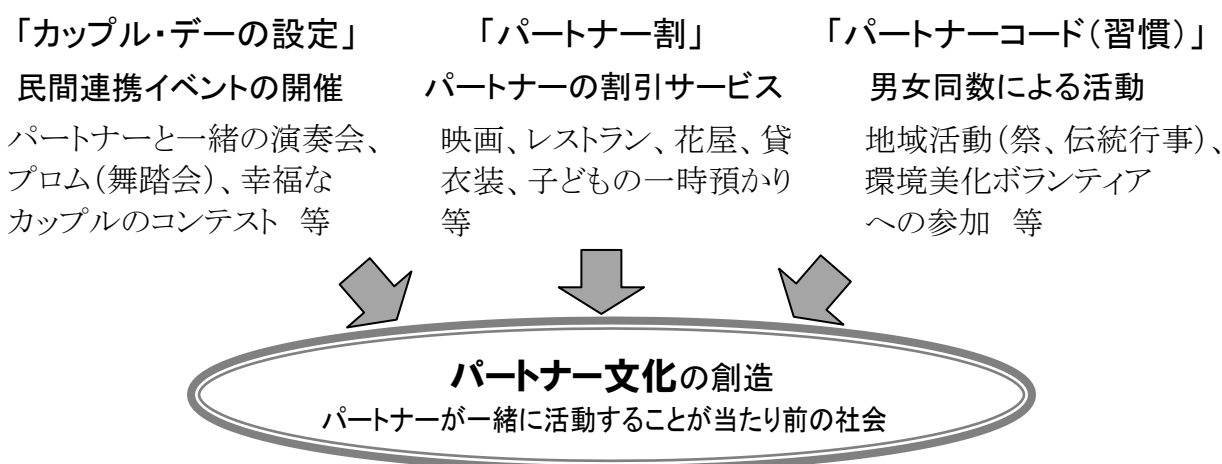 「カップル・デーの設定」
民間連携イベントの開催
パートナーと一緒の演奏会、
プロム(舞踏会)、幸福な
カップルのコンテスト　等
「パートナー割」
パートナーの割引サービス
映画、レストラン、花屋、貸
衣装、子どもの一時預かり
等
「パートナーコード(習慣)」
男女同数による活動
地域活動(祭、伝統行事)、
環境美化ボランティア
への参加　等
パートナー文化の創造
パートナーが一緒に活動することが当たり前の社会